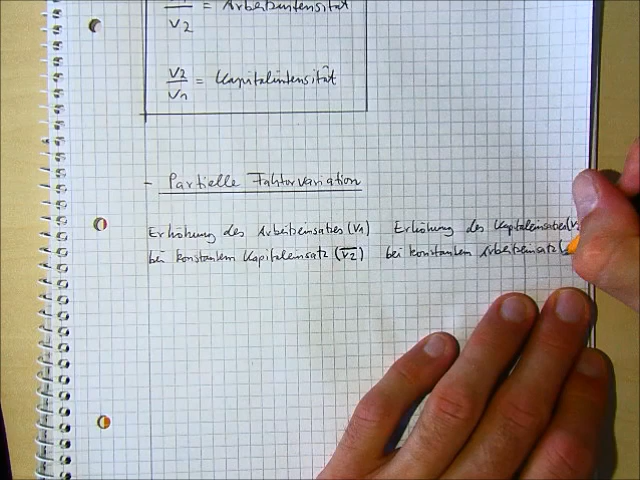 v2 = Arbeitsintensität
v2/v1 = Kapitalintensität
- Partielle Faktorvariation
Erhöhung des Arbeitseinsatzes (v1) Erhöhung des Kapitaleinsatzes (v
bei konstantem Kapitaleinsatz (v̅2̅) bei konstantem Arbeitseinsatz (